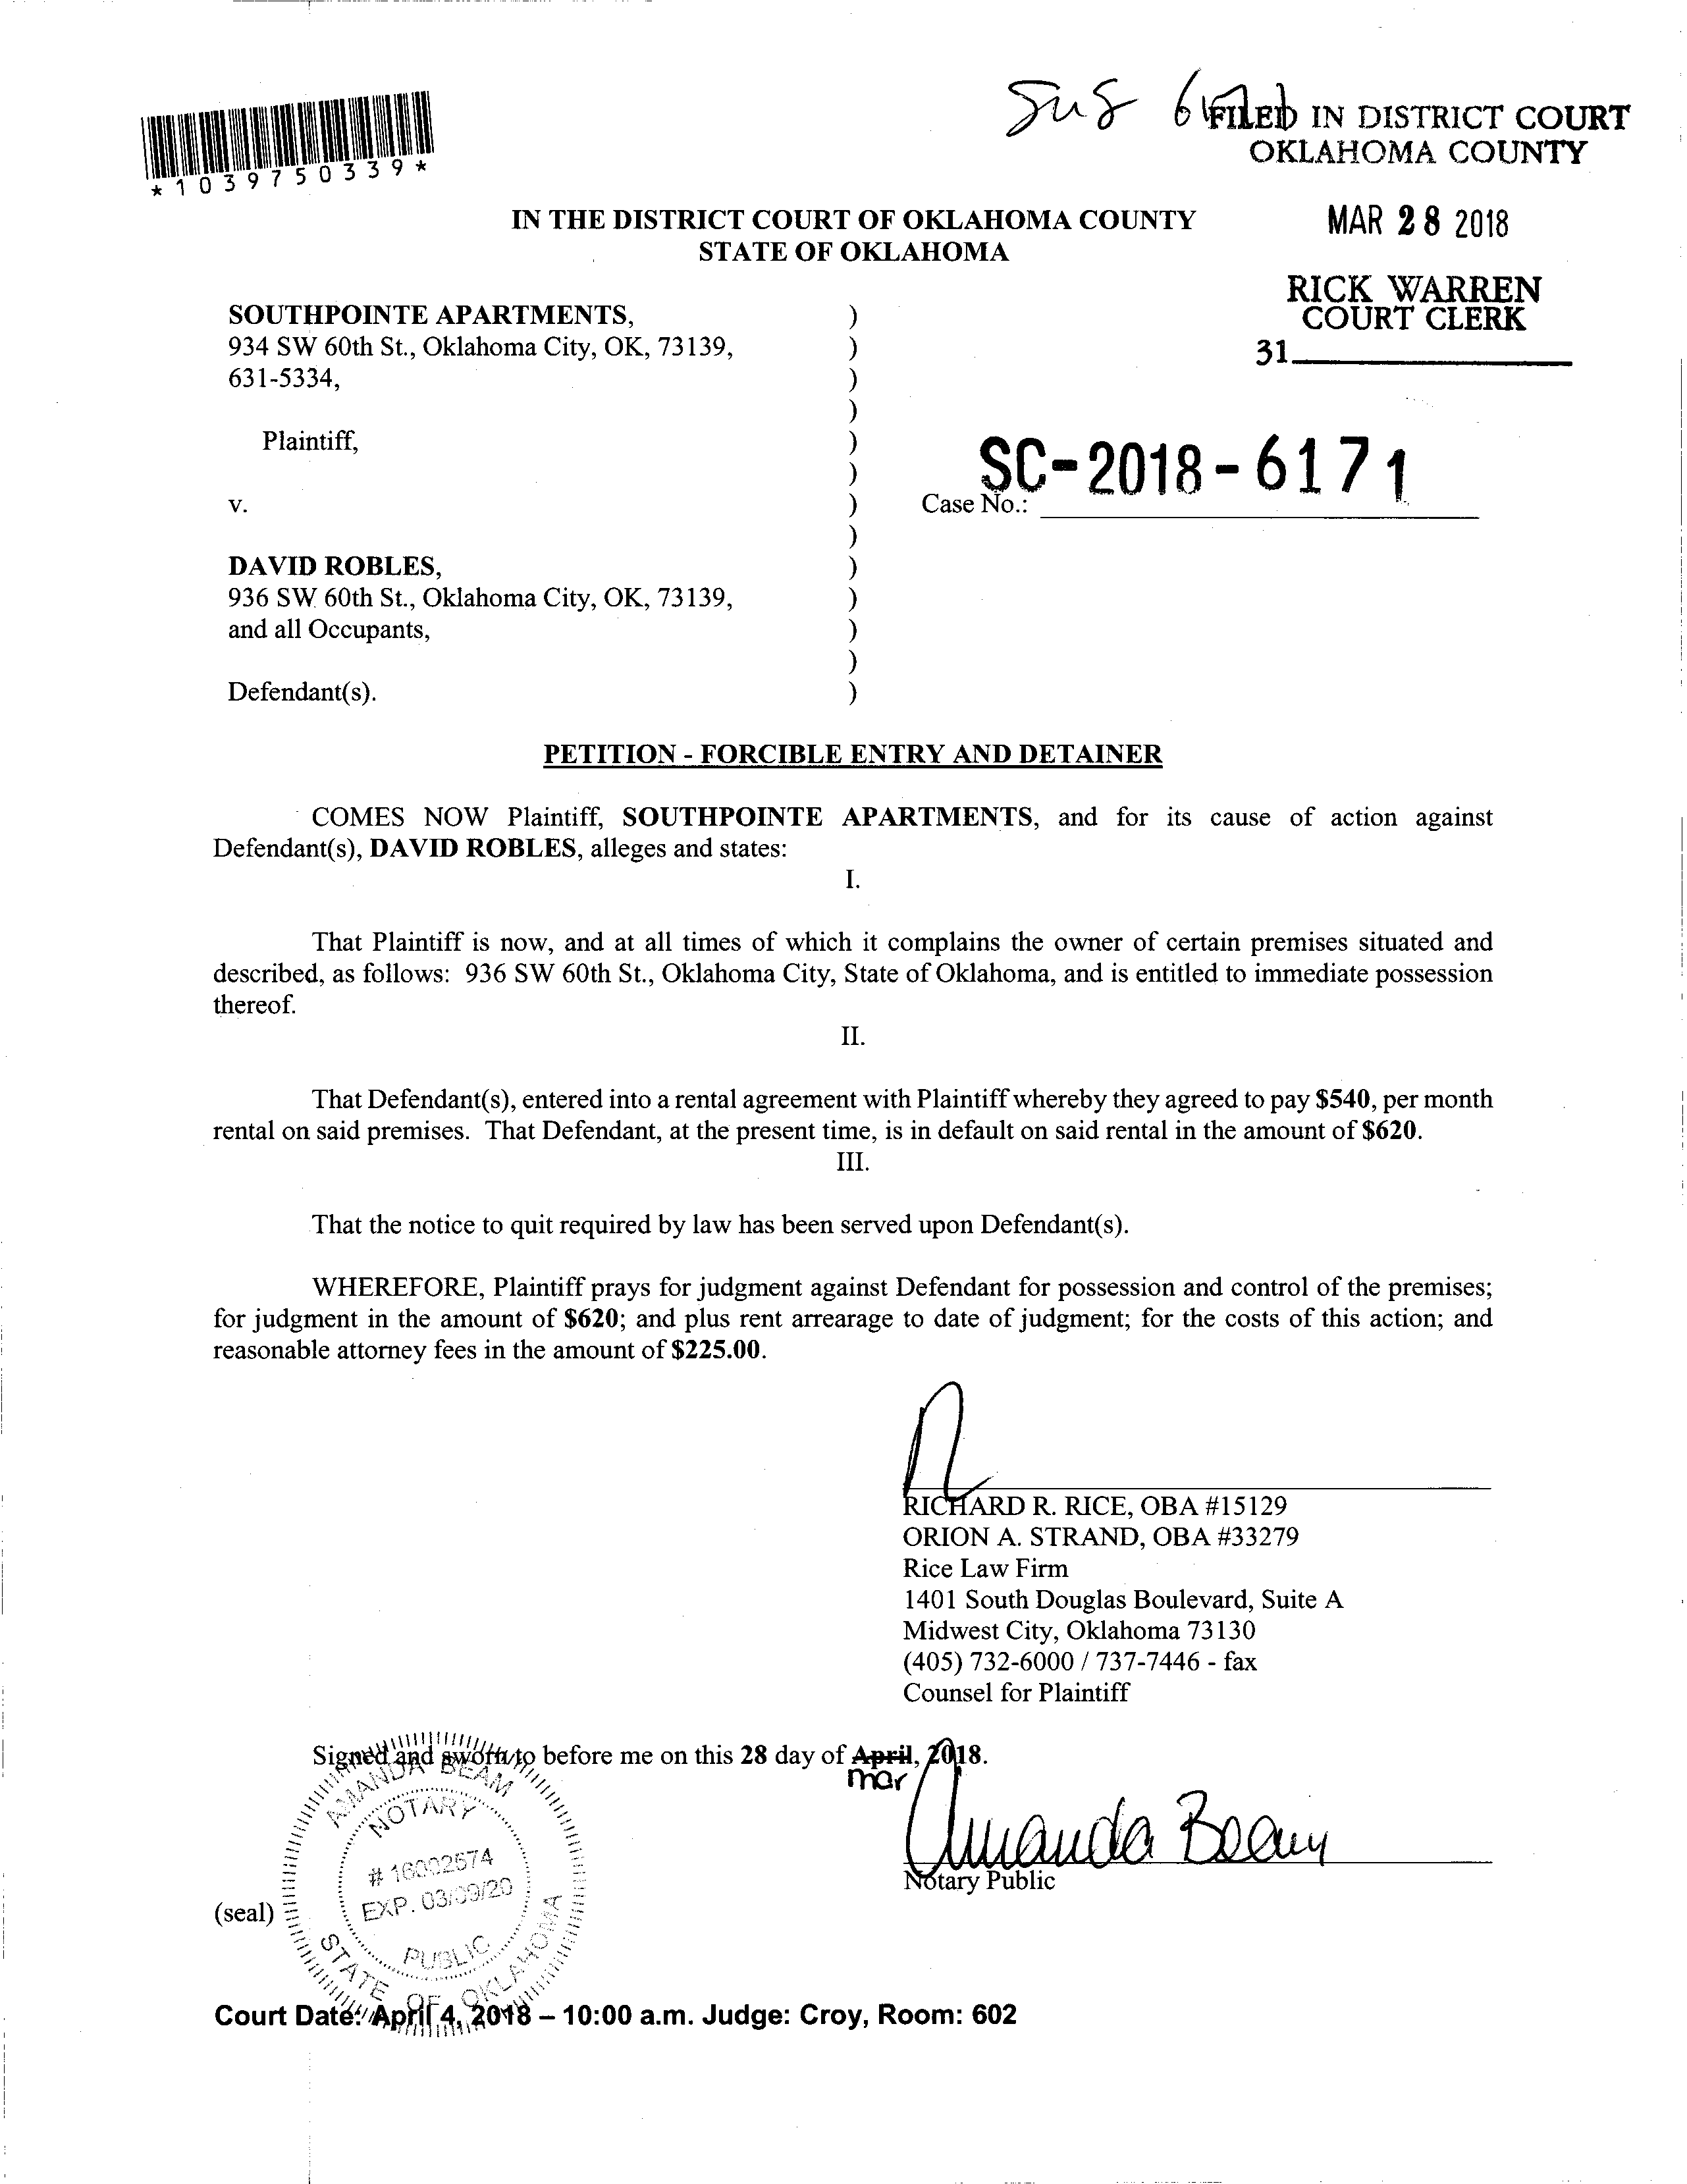 FILED IN DISTRICT COURT
OKLAHOMA COUNTY
*1039750339*
MAR 28 2018
IN THE DISTRICT COURT OF OKLAHOMA COUNTY
STATE OF OKLAHOMA
RICK WARREN
COURT CLERK
31
SOUTHPOINTE APARTMENTS, )
934 SW 60th St., Oklahoma City, OK, 73139, )
631-5334, )
)
Plaintiff, )
)
SC-2018-6171
v. ) Case No.:
)
DAVID ROBLES, )
936 SW 60th St., Oklahoma City, OK, 73139, )
and all Occupants, )
)
Defendant(s). )
PETITION - FORCIBLE ENTRY AND DETAINER
COMES NOW Plaintiff, SOUTHPOINTE APARTMENTS, and for its cause of action against
Defendant(s), DAVID ROBLES, alleges and states:
I.
That Plaintiff is now, and at all times of which it complains the owner of certain premises situated and
described, as follows: 936 SW 60th St., Oklahoma City, State of Oklahoma, and is entitled to immediate possession
thereof.
II.
That Defendant(s), entered into a rental agreement with Plaintiff whereby they agreed to pay $540, per month
rental on said premises. That Defendant, at the present time, is in default on said rental in the amount of $620.
III.
That the notice to quit required by law has been served upon Defendant(s).
WHEREFORE, Plaintiff prays for judgment against Defendant for possession and control of the premises;
for judgment in the amount of $620; and plus rent arrearage to date of judgment; for the costs of this action; and
reasonable attorney fees in the amount of $225.00.
RICHARD R. RICE, OBA #15129
ORION A. STRAND, OBA #33279
Rice Law Firm
1401 South Douglas Boulevard, Suite A
Midwest City, Oklahoma 73130
(405) 732-6000 / 737-7446 - fax
Counsel for Plaintiff
Signed and sworn to before me on this 28 day of April, 2018.
mar
Amanda Beam
Notary Public
AMANDA BEAM
NOTARY
# 16002574
EXP. 03/09/20
PUBLIC
STATE OF OKLAHOMA
(seal)
Court Date: April 4, 2018 – 10:00 a.m. Judge: Croy, Room: 602